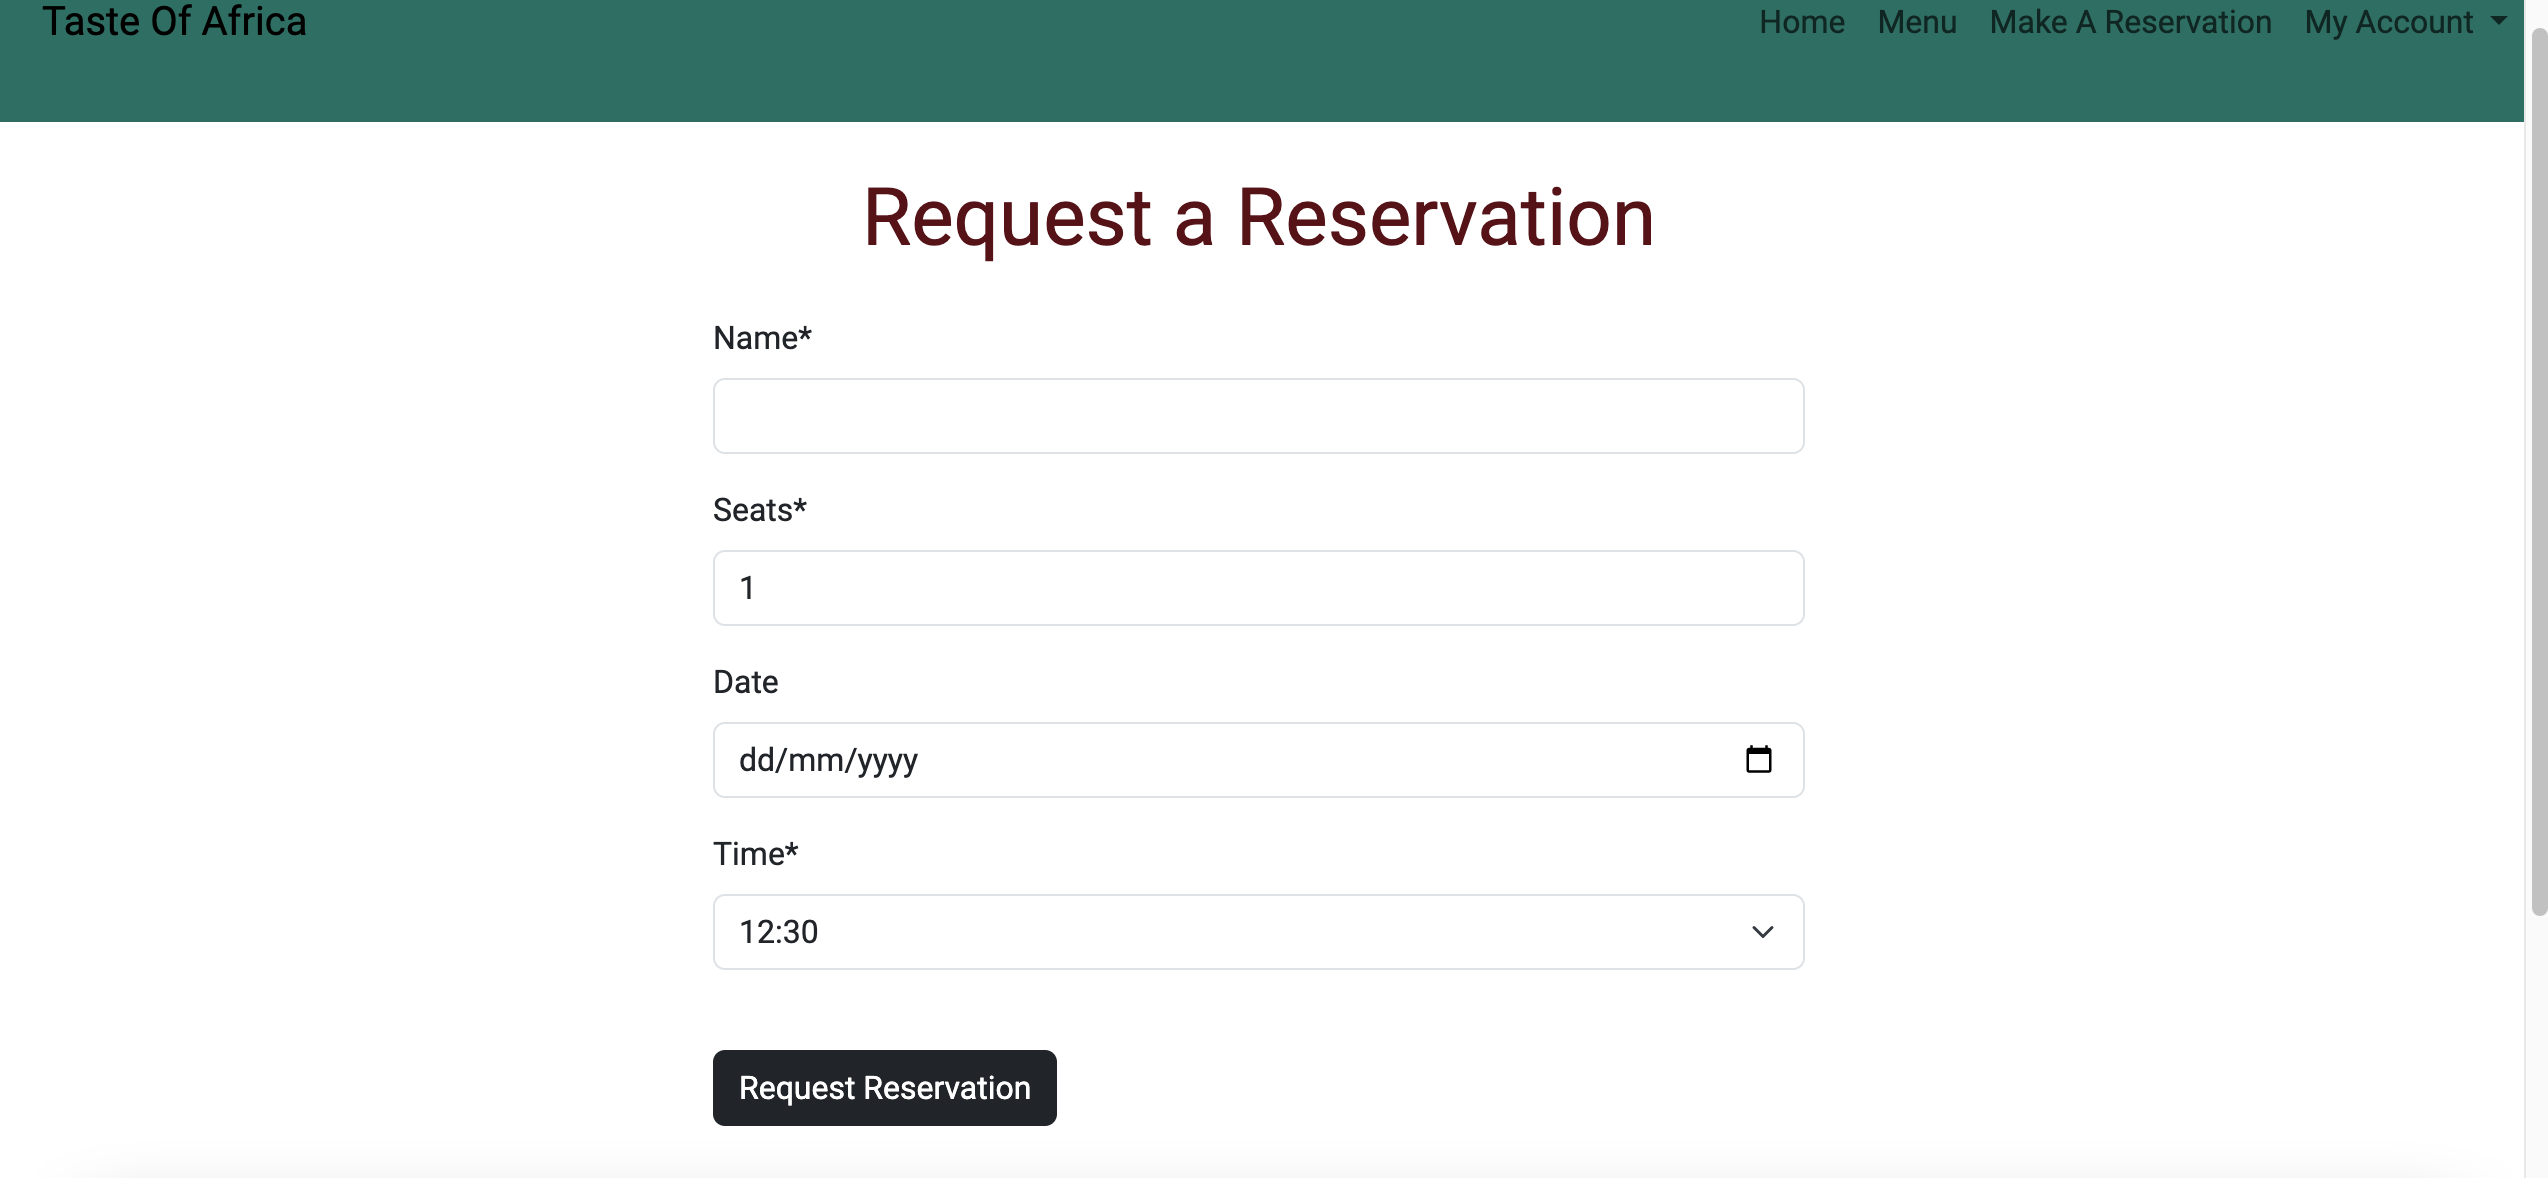 Taste Of Africa
Home Menu Make A Reservation My Account
Request a Reservation
Name*
Seats*
1
Date
dd/mm/yyyy
Time*
12:30
Request Reservation